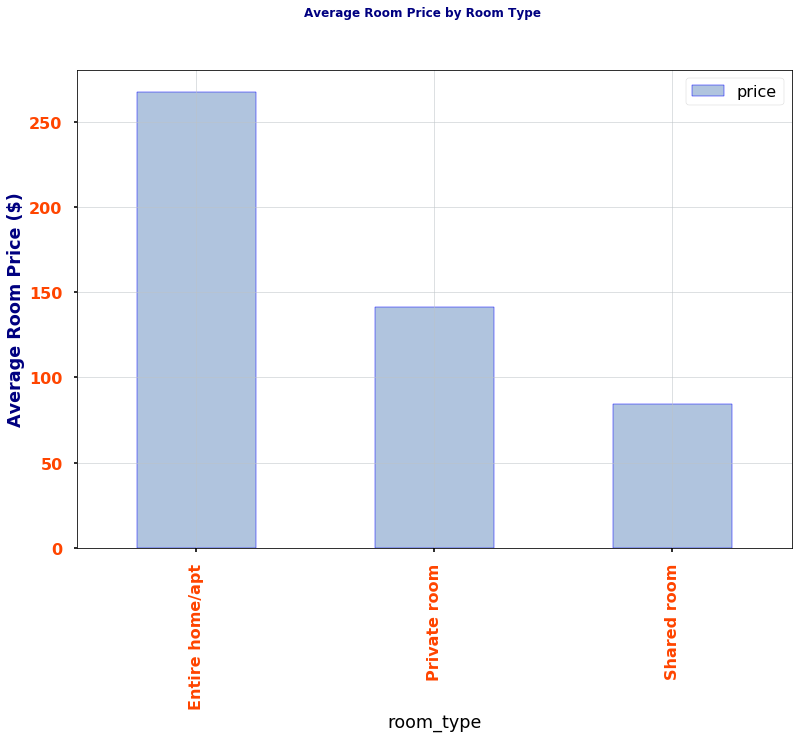 Average Room Price by Room Type
price
Average Room Price ($)
250
200
150
100
50
0
Entire home/apt
Private room
Shared room
room_type